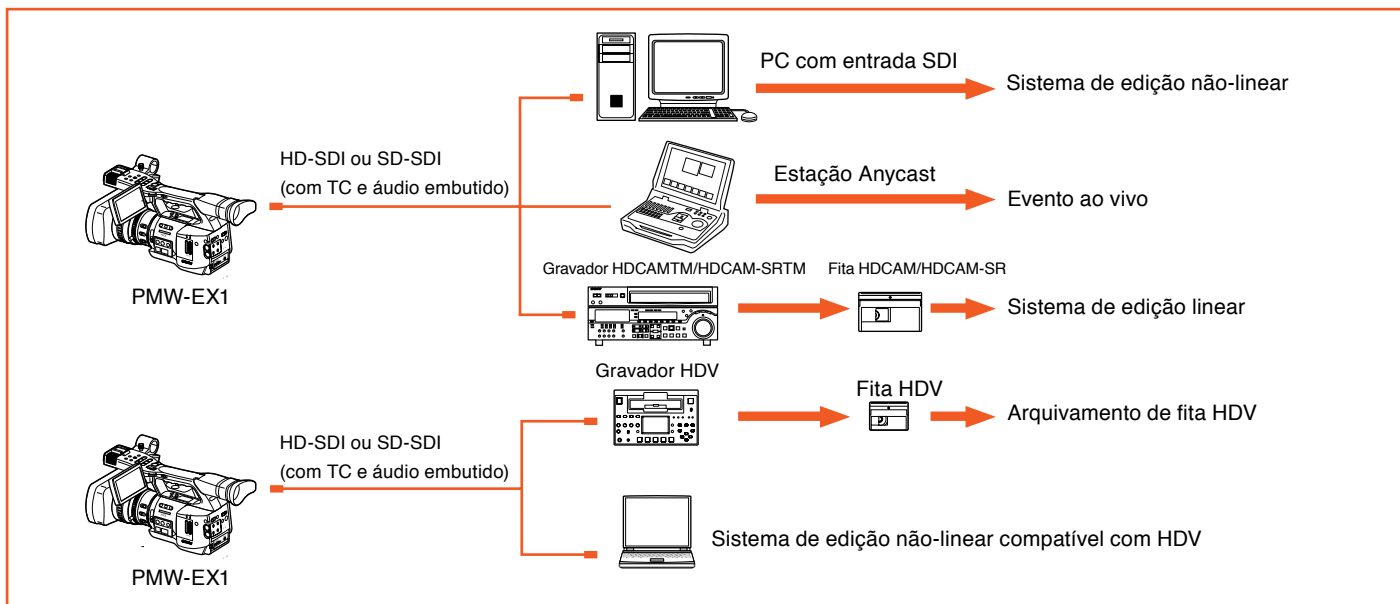 PC com entrada SDI
Sistema de edição não-linear
HD-SDI ou SD-SDI
(com TC e áudio embutido)
Estação Anycast
Evento ao vivo
PMW-EX1
Gravador HDCAMTM/HDCAM-SRTM
Fita HDCAM/HDCAM-SR
Sistema de edição linear
Gravador HDV
Fita HDV
Arquivamento de fita HDV
HD-SDI ou SD-SDI
(com TC e áudio embutido)
Sistema de edição não-linear compatível com HDV
PMW-EX1